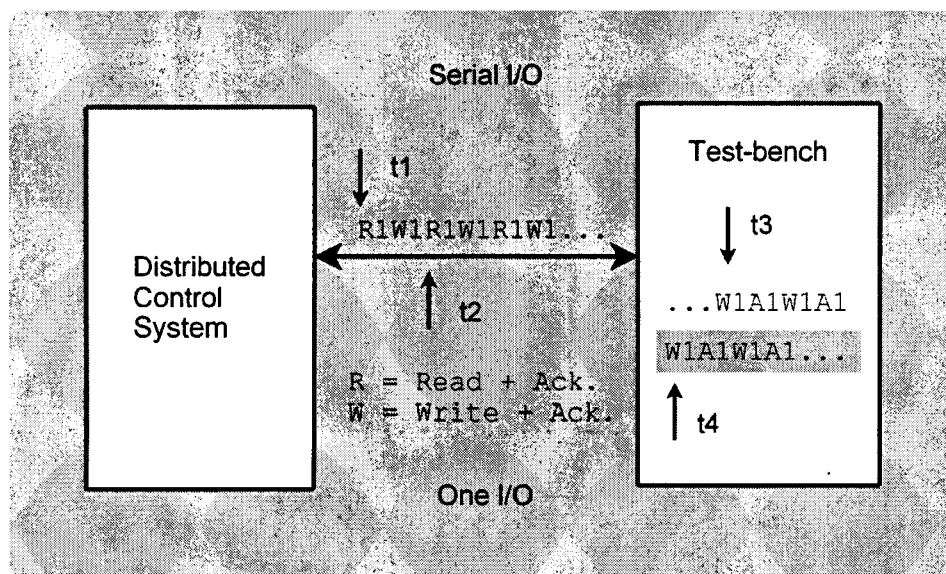 Serial I/O
t1
R1W1R1W1R1W1...
Distributed
Control
System
t2
R = Read + Ack.
W = Write + Ack.
One I/O
Test-bench
t3
...W1A1W1A1
W1A1W1A1...
t4